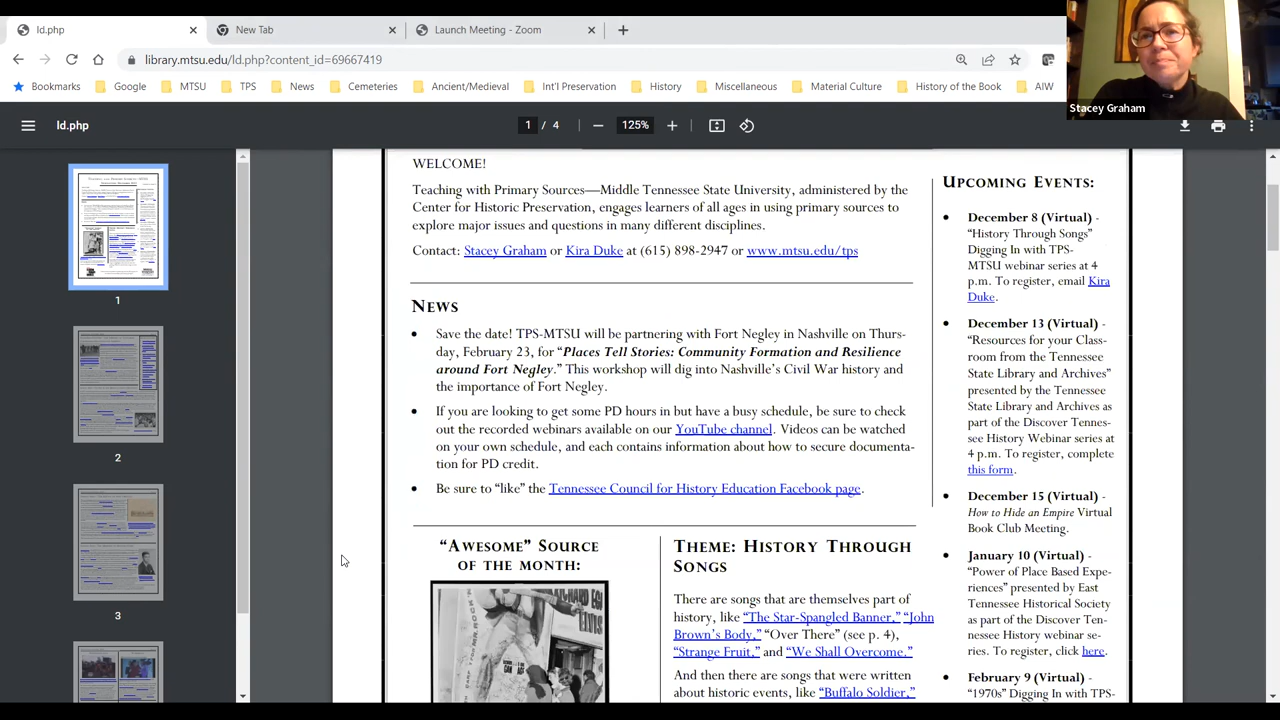 ld.php
New Tab
Launch Meeting - Zoom
library.mtsu.edu/ld.php?content_id=69667419
Bookmarks
Google
MTSU
TPS
News
Cemeteries
Ancient/Medieval
Int'l Preservation
History
Miscellaneous
Material Culture
History of the Book
AIW
Stacey Graham
ld.php
1 / 4
125%
1
2
3
WELCOME!
Teaching with Primary Sources—Middle Tennessee State University, administered by the
Center for Historic Preservation, engages learners of all ages in using primary sources to
explore major issues and questions in many different disciplines.
Contact: Stacey Graham or Kira Duke at (615) 898-2947 or www.mtsu.edu/tps
NEWS
• Save the date! TPS-MTSU will be partnering with Fort Negley in Nashville on Thurs-
day, February 23, for “Places Tell Stories: Community Formation and Resilience
around Fort Negley.” This workshop will dig into Nashville’s Civil War history and
the importance of Fort Negley.
• If you are looking to get some PD hours in but have a busy schedule, be sure to check
out the recorded webinars available on our YouTube channel. Videos can be watched
on your own schedule, and each contains information about how to secure documenta-
tion for PD credit.
• Be sure to “like” the Tennessee Council for History Education Facebook page.
“AWESOME” SOURCE
OF THE MONTH:
ELVIS
THEME: HISTORY THROUGH
SONGS
There are songs that are themselves part of
history, like “The Star-Spangled Banner,” “John
Brown’s Body,” “Over There” (see p. 4),
“Strange Fruit,” and “We Shall Overcome.”
And then there are songs that were written
about historic events, like “Buffalo Soldier,”
UPCOMING EVENTS:
• December 8 (Virtual) -
“History Through Songs”
Digging In with TPS-
MTSU webinar series at 4
p.m. To register, email Kira
Duke.
• December 13 (Virtual) -
“Resources for your Class-
room from the Tennessee
State Library and Archives”
presented by the Tennessee
State Library and Archives as
part of the Discover Tennes-
see History Webinar series at
4 p.m. To register, complete
this form.
• December 15 (Virtual) -
How to Hide an Empire Virtual
Book Club Meeting.
• January 10 (Virtual) -
“Power of Place Based Expe-
riences” presented by East
Tennessee Historical Society
as part of the Discover Ten-
nessee History webinar se-
ries. To register, click here.
• February 9 (Virtual) -
“1970s” Digging In with TPS-